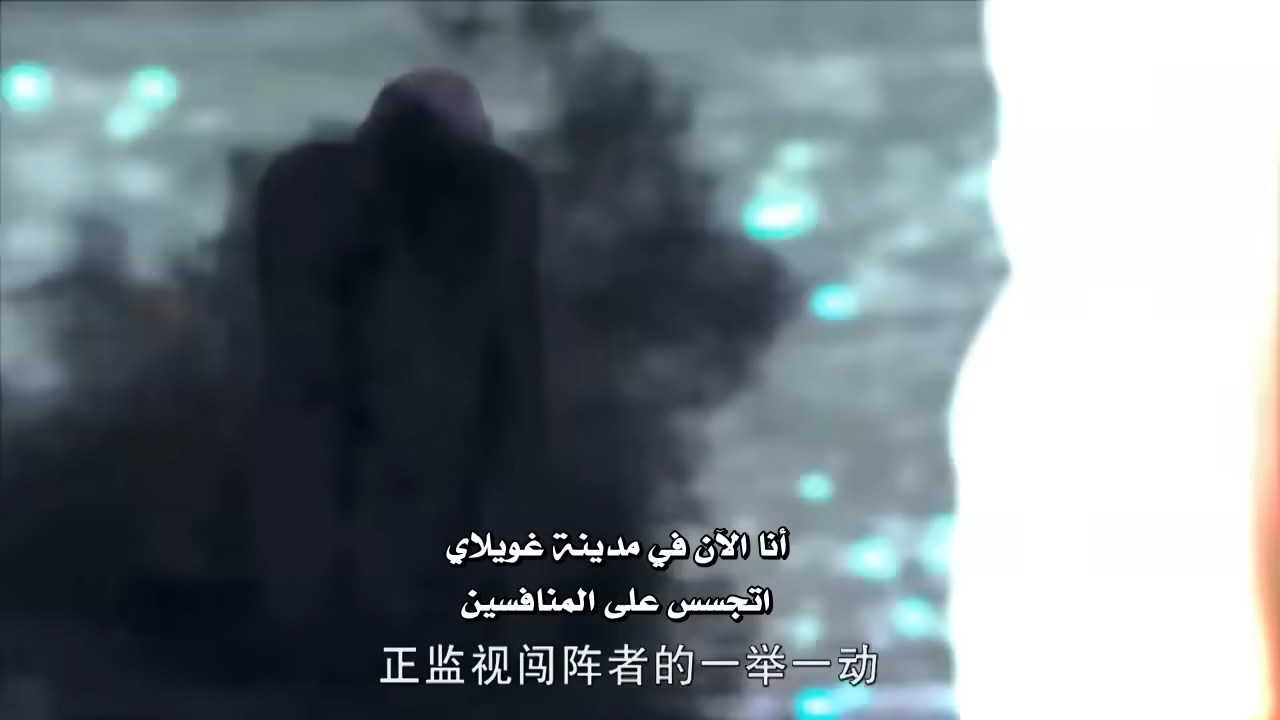 أنا الآن في مدينة غويلاي
اتجسس على المنافسين
正监视闯阵者的一举一动